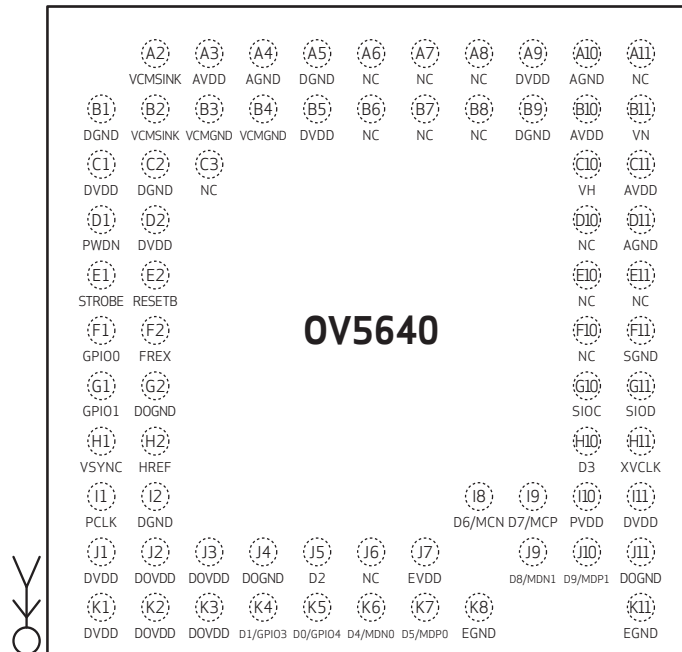 A2 A3 A4 A5 A6 A7 A8 A9 A10 A11
VCMSINK AVDD AGND DGND NC NC NC DVDD AGND NC
B1 B2 B3 B4 B5 B6 B7 B8 B9 B10 B11
DGND VCMSINK VCMGND VCMGND DVDD NC NC NC DGND AVDD VN
C1 C2 C3 C10 C11
DVDD DGND NC VH AVDD
D1 D2 D10 D11
PWDN DVDD NC AGND
E1 E2 E10 E11
STROBE RESETB NC NC
OV5640
F1 F2 F10 F11
GPIO0 FREX NC SGND
G1 G2 G10 G11
GPIO1 DOGND SIOC SIOD
H1 H2 H10 H11
VSYNC HREF D3 XVCLK
I1 I2 I8 I9 I10 I11
PCLK DGND D6/MCN D7/MCP PVDD DVDD
J1 J2 J3 J4 J5 J6 J7 J9 J10 J11
DVDD DOVDD DOVDD DOGND D2 NC EVDD D8/MDN1 D9/MDP1 DOGND
K1 K2 K3 K4 K5 K6 K7 K8 K11
DVDD DOVDD DOVDD D1/GPIO3 D0/GPIO4 D4/MDN0 D5/MDP0 EGND EGND